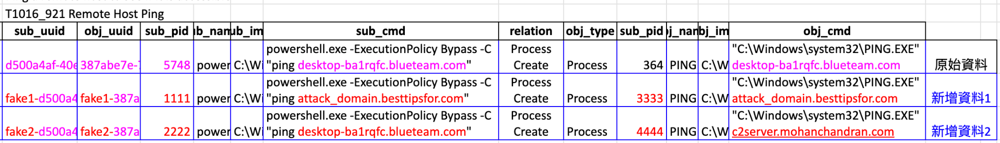 T1016_921 Remote Host Ping
sub_uuid obj_uuid sub_pid ub_nam ub_im sub_cmd relation obj_type sub_pid j_nam bj_im obj_cmd
powershell.exe -ExecutionPolicy Bypass -C Process "C:\Windows\system32\PING.EXE"
d500a4af-40e 387abe7e- 5748 power C:\Wi "ping desktop-ba1rqfc.blueteam.com" Create Process 364 PING C:\W desktop-ba1rqfc.blueteam.com 原始資料
powershell.exe -ExecutionPolicy Bypass -C Process "C:\Windows\system32\PING.EXE"
fake1-d500a4 fake1-387a 1111 power C:\Wi "ping attack_domain.besttipsfor.com" Create Process 3333 PING C:\W attack_domain.besttipsfor.com 新增資料1
powershell.exe -ExecutionPolicy Bypass -C Process "C:\Windows\system32\PING.EXE"
fake2-d500a4 fake2-387a 2222 power C:\Wi "ping desktop-ba1rqfc.blueteam.com" Create Process 4444 PING C:\W c2server.mohanchandran.com 新增資料2